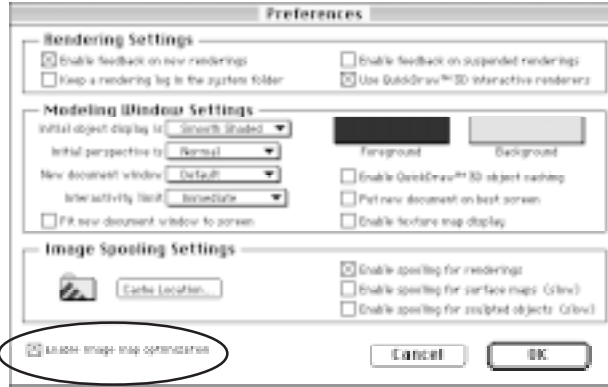 Preferences
Rendering Settings
Enable feedback on new renderings
Enable feedback on suspended renderings
Keep a rendering log in the system folder
Use QuickDraw™ 3D interactive renderers
Modeling Window Settings
Initial object display is Smooth Shaded
Initial perspective is Normal
Foreground
Background
New document window Default
Enable QuickDraw™ 3D object caching
Interactivity limit Immediate
Put new document on best screen
Fit new document window to screen
Enable texture map display
Image Spooling Settings
Enable spooling for renderings
Cache Location...
Enable spooling for surface maps (slow)
Enable spooling for sculpted objects (slow)
Enable image map optimization
Cancel
OK